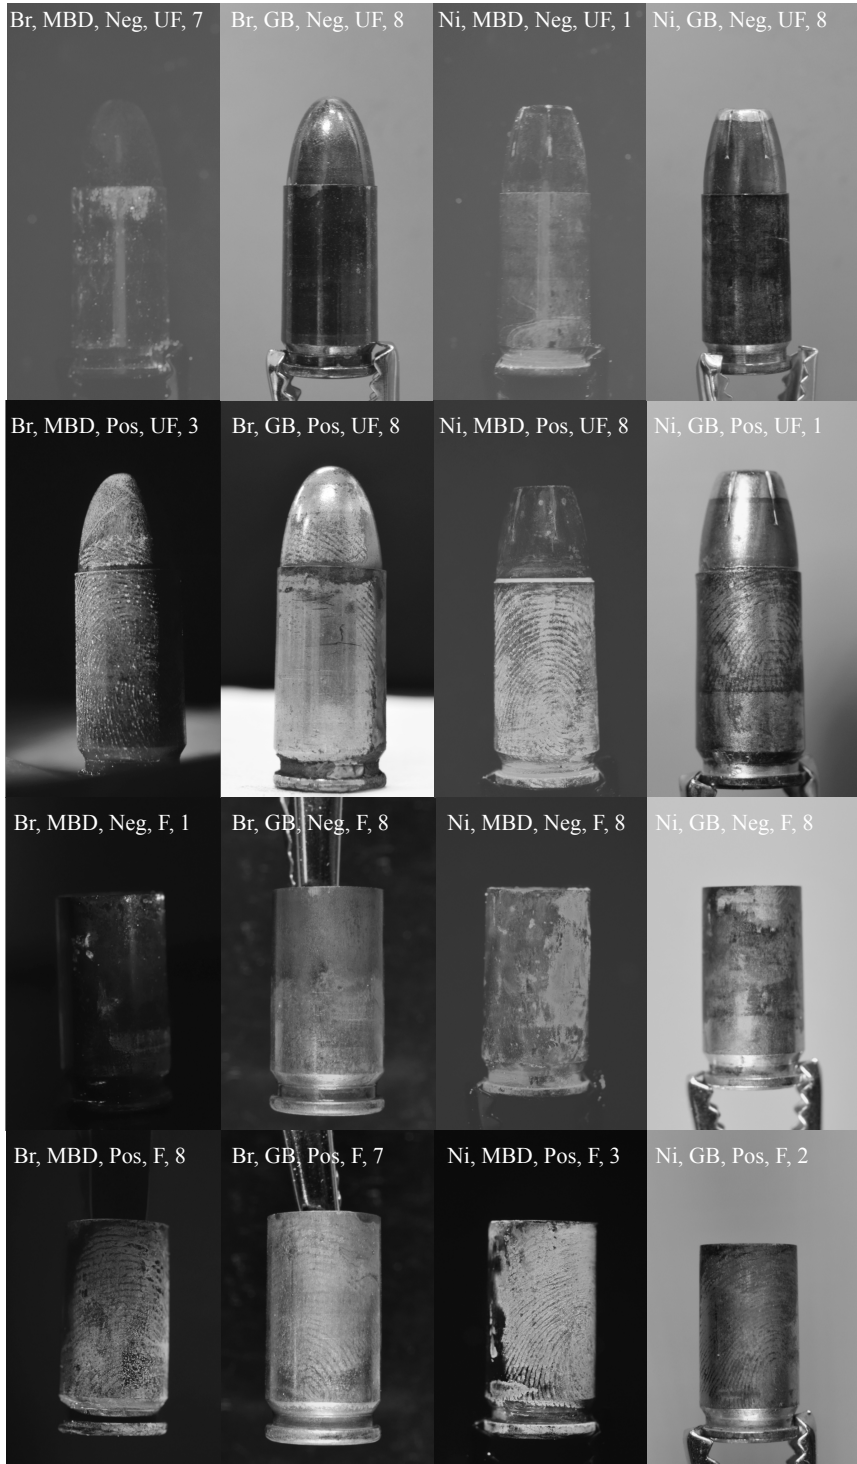 Br, MBD, Neg, UF, 7
Br, GB, Neg, UF, 8
Ni, MBD, Neg, UF, 1
Ni, GB, Neg, UF, 8
Br, MBD, Pos, UF, 3
Br, GB, Pos, UF, 8
Ni, MBD, Pos, UF, 8
Ni, GB, Pos, UF, 1
Br, MBD, Neg, F, 1
Br, GB, Neg, F, 8
Ni, MBD, Neg, F, 8
Ni, GB, Neg, F, 8
Br, MBD, Pos, F, 8
Br, GB, Pos, F, 7
Ni, MBD, Pos, F, 3
Ni, GB, Pos, F, 2